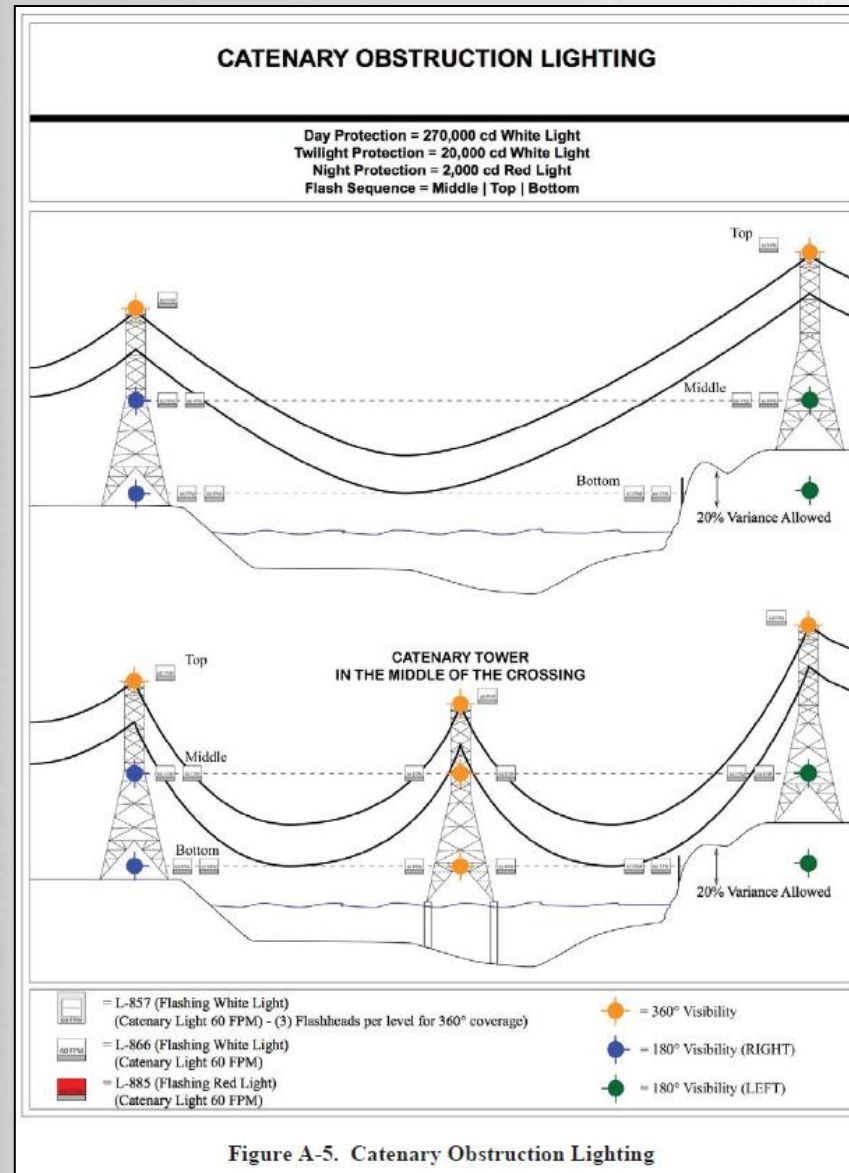 CATENARY OBSTRUCTION LIGHTING
Day Protection = 270,000 cd White Light
Twilight Protection = 20,000 cd White Light
Night Protection = 2,000 cd Red Light
Flash Sequence = Middle | Top | Bottom
Top
Middle
Bottom
20% Variance Allowed
Top
CATENARY TOWER
IN THE MIDDLE OF THE CROSSING
Middle
Bottom
20% Variance Allowed
= L-857 (Flashing White Light)
(Catenary Light 60 FPM) - (3) Flashheads per level for 360° coverage)
60 FPM
= L-866 (Flashing White Light)
(Catenary Light 60 FPM)
= L-885 (Flashing Red Light)
(Catenary Light 60 FPM)
= 360° Visibility
= 180° Visibility (RIGHT)
= 180° Visibility (LEFT)
Figure A-5. Catenary Obstruction Lighting